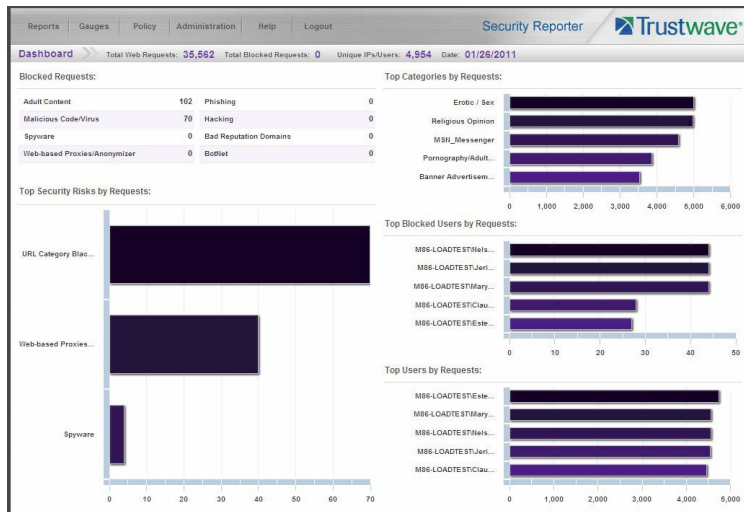 Reports Gauges Policy Administration Help Logout
Security Reporter
Trustwave®
Dashboard Total Web Requests: 35,562 Total Blocked Requests: 0 Unique IPs/Users: 4,954 Date: 01/26/2011
Blocked Requests:
Adult Content 102 Phishing 0
Malicious Code/Virus 70 Hacking 0
Spyware 0 Bad Reputation Domains 0
Web-based Proxies/Anonymizer 0 BotNet 0
Top Security Risks by Requests:
URL Category Blac...
Web-based Proxies...
Spyware
0 10 20 30 40 50 60 70
Top Categories by Requests:
Erotic / Sex
Religious Opinion
MSN_Messenger
Pornography/Adult...
Banner Advertisem...
0 1,000 2,000 3,000 4,000 5,000 6,000
Top Blocked Users by Requests:
M86-LOADTEST\Nels...
M86-LOADTEST\Jeri...
M86-LOADTEST\Mary...
M86-LOADTEST\Clau...
M86-LOADTEST\Este...
0 10 20 30 40 50
Top Users by Requests:
M86-LOADTEST\Este...
M86-LOADTEST\Mary...
M86-LOADTEST\Nels...
M86-LOADTEST\Jeri...
M86-LOADTEST\Clau...
0 1,000 2,000 3,000 4,000 5,000